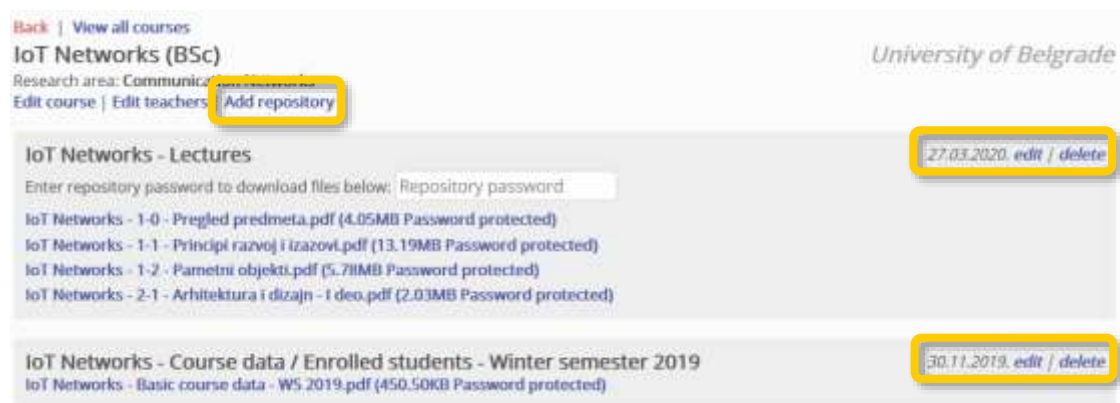 Back | View all courses
IoT Networks (BSc)
University of Belgrade
Research area: Communication Networks
Edit course | Edit teachers | Add repository
IoT Networks - Lectures
27.03.2020. edit / delete
Enter repository password to download files below: Repository password
IoT Networks - 1-0 - Pregled predmeta.pdf (4.05MB Password protected)
IoT Networks - 1-1 - Principi razvoj i izazovi.pdf (13.19MB Password protected)
IoT Networks - 1-2 - Pametni objekti.pdf (5.78MB Password protected)
IoT Networks - 2-1 - Arhitektura i dizajn - I deo.pdf (2.03MB Password protected)
IoT Networks - Course data / Enrolled students - Winter semester 2019
30.11.2019. edit / delete
IoT Networks - Basic course data - WS 2019.pdf (450.50KB Password protected)